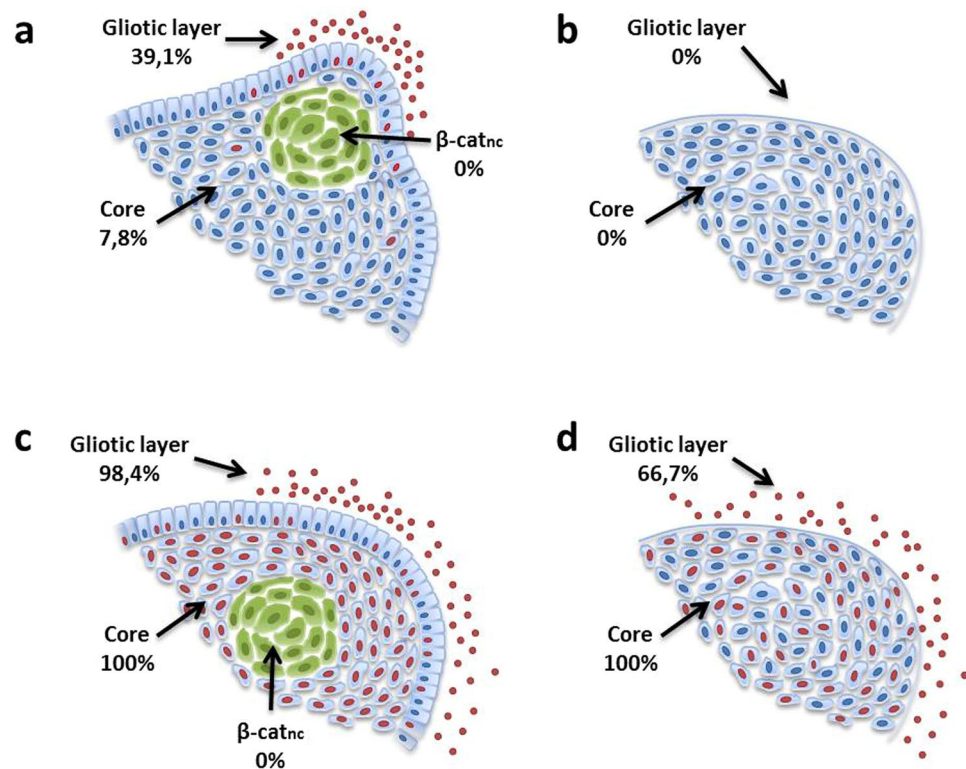 a
Gliotic layer
39,1%
β-catnc
0%
Core
7,8%
b
Gliotic layer
0%
Core
0%
c
Gliotic layer
98,4%
Core
100%
β-catnc
0%
d
Gliotic layer
66,7%
Core
100%